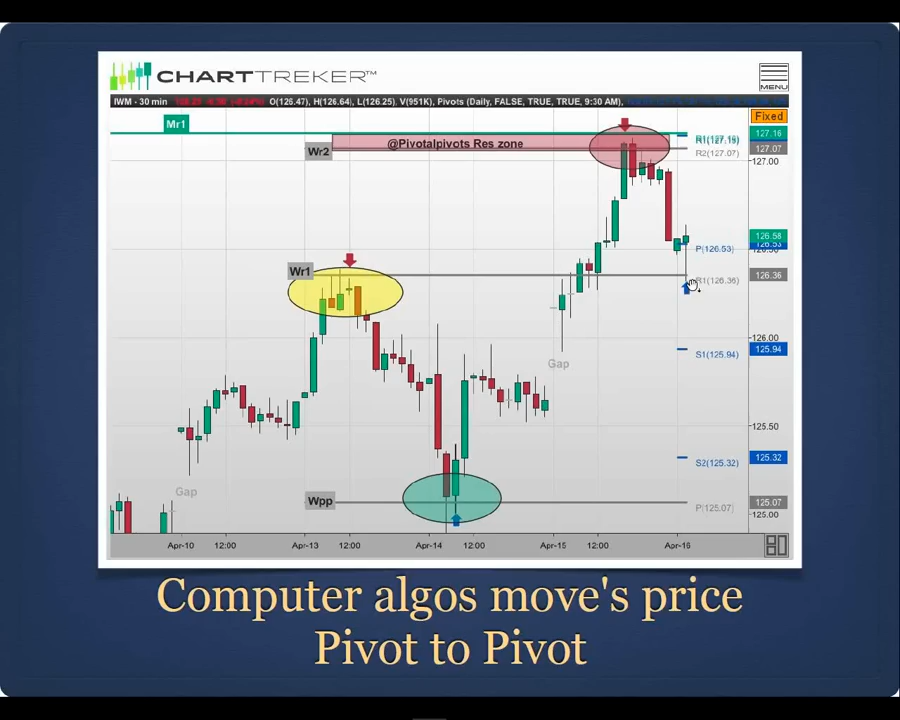 CHARTTREKER™
MENU
IWM - 30 min O(126.47), H(126.64), L(126.25), V(951K), Pivots (Daily, FALSE, TRUE, TRUE, 9:30 AM),
Fixed
Mr1
@Pivotalpivots Res zone
Wr2
R1(127.15)
R2(127.07)
127.16
127.07
127.00
126.58
P(126.53)
126.53
Wr1
R1(126.36)
126.36
126.00
S1(125.94)
125.94
Gap
125.50
S2(125.32)
125.32
Gap
Wpp
P(125.07)
125.07
125.00
Apr-10 12:00 Apr-13 12:00 Apr-14 12:00 Apr-15 12:00 Apr-16
Computer algos move's price
Pivot to Pivot